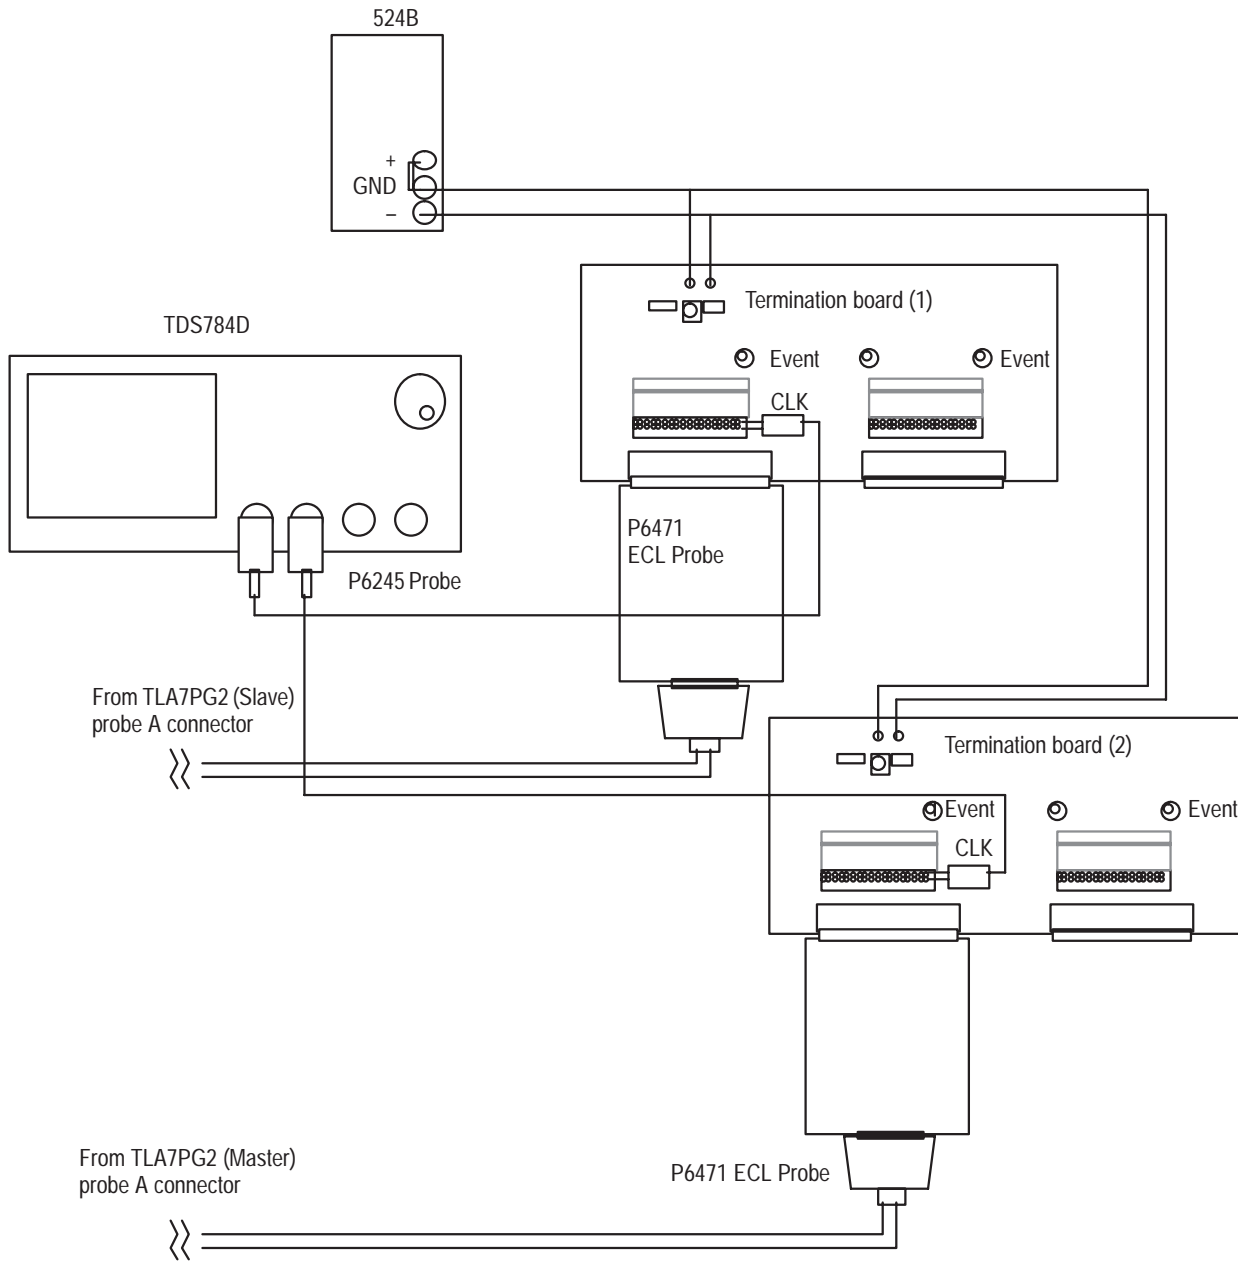 524B
+
GND
–
Termination board (1)
TDS784D
Event
Event
CLK
P6471
ECL Probe
P6245 Probe
From TLA7PG2 (Slave)
probe A connector
Termination board (2)
Event
Event
CLK
From TLA7PG2 (Master)
probe A connector
P6471 ECL Probe